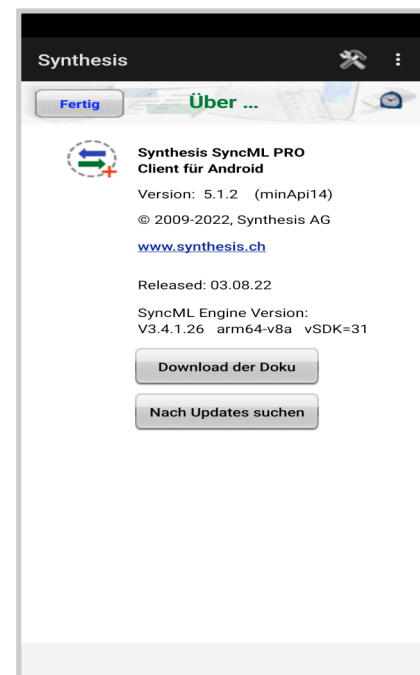 Synthesis
Fertig
Über ...
Synthesis SyncML PRO
Client für Android
Version: 5.1.2 (minApi14)
© 2009-2022, Synthesis AG
www.synthesis.ch
Released: 03.08.22
SyncML Engine Version:
V3.4.1.26 arm64-v8a vSDK=31
Download der Doku
Nach Updates suchen